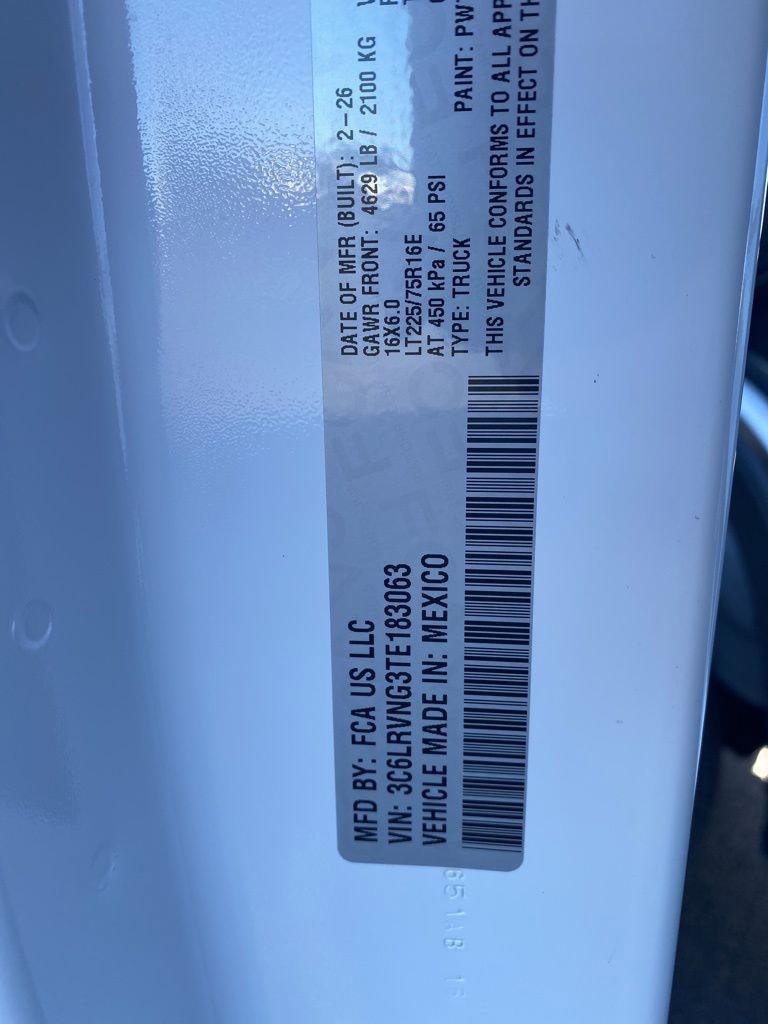 MFD BY: FCA US LLC
VIN: 3C6LRVNG3TE183063
VEHICLE MADE IN: MEXICO
DATE OF MFR (BUILT): 2-26
GAWR FRONT: 4629 LB / 2100 KG
16X6.0
LT225/75R16E
AT 450 kPa / 65 PSI
TYPE: TRUCK PAINT: PW
THIS VEHICLE CONFORMS TO ALL APP
STANDARDS IN EFFECT ON TH